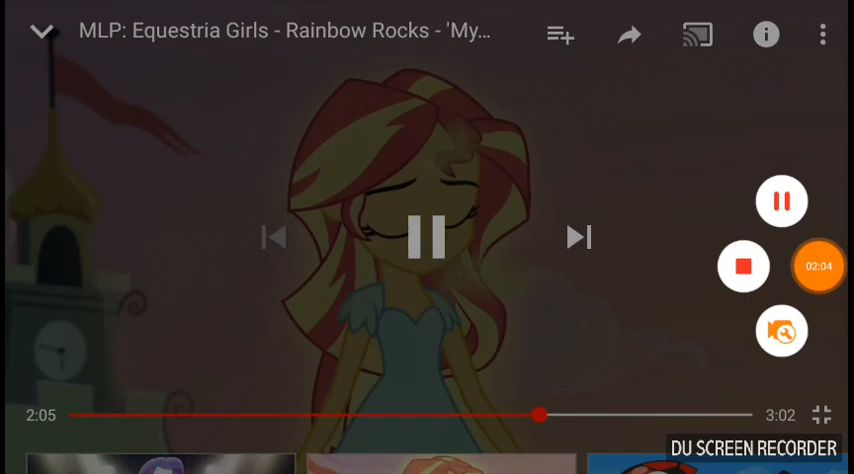 MLP: Equestria Girls - Rainbow Rocks - 'My...
02:04
2:05
3:02
DU SCREEN RECORDER